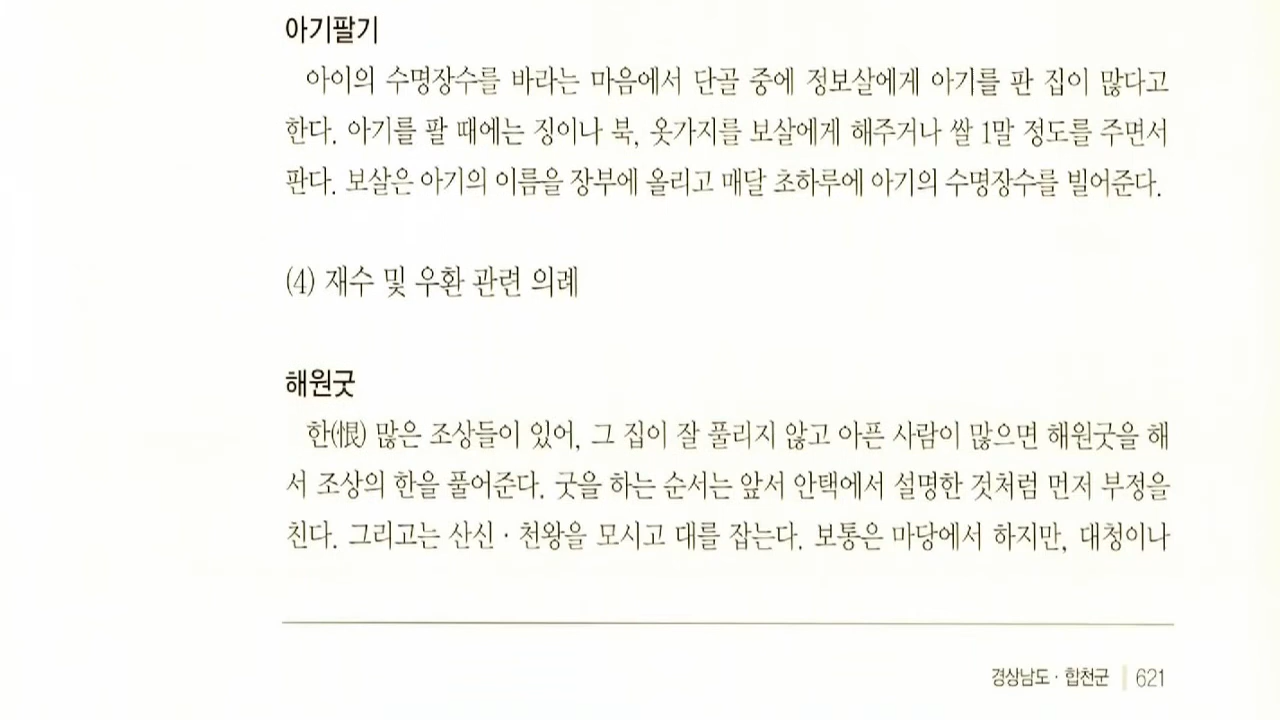 아기팔기
아이의 수명장수를 바라는 마음에서 단골 중에 정보살에게 아기를 판 집이 많다고
한다. 아기를 팔 때에는 징이나 북, 옷가지를 보살에게 해주거나 쌀 1말 정도를 주면서
판다. 보살은 아기의 이름을 장부에 올리고 매달 초하루에 아기의 수명장수를 빌어준다.
(4) 재수 및 우환 관련 의례
해원굿
한(恨) 많은 조상들이 있어, 그 집이 잘 풀리지 않고 아픈 사람이 많으면 해원굿을 해
서 조상의 한을 풀어준다. 굿을 하는 순서는 앞서 안택에서 설명한 것처럼 먼저 부정을
친다. 그리고는 산신·천왕을 모시고 대를 잡는다. 보통은 마당에서 하지만, 대청이나
경상남도·합천군 | 621